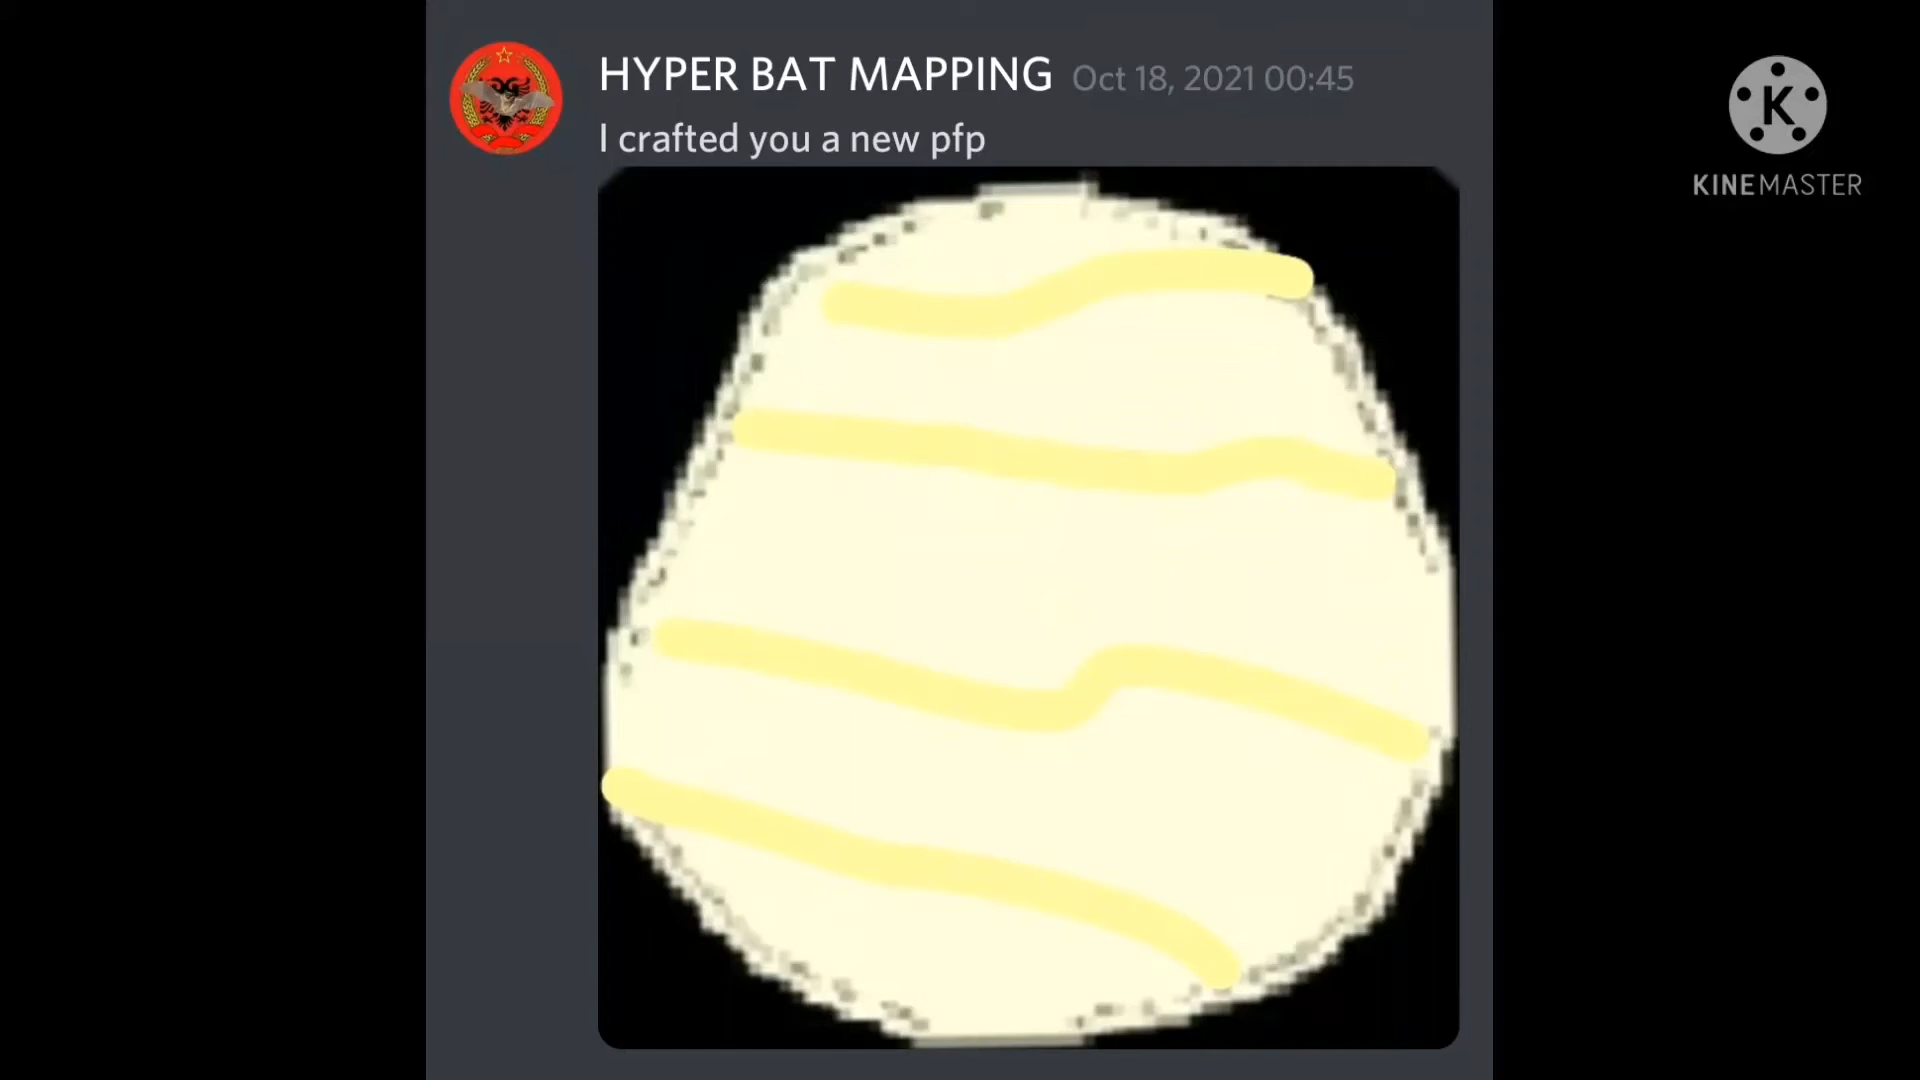 HYPER BAT MAPPING Oct 18, 2021 00:45
I crafted you a new pfp
K
KINEMASTER